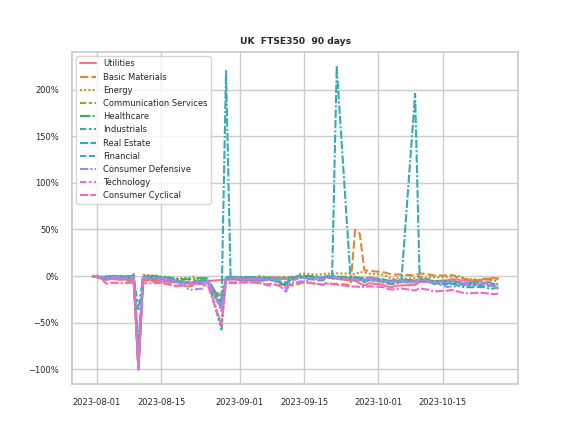 UK  FTSE350  90 days
200%
150%
100%
50%
0%
−50%
−100%
Utilities
Basic Materials
Energy
Communication Services
Healthcare
Industrials
Real Estate
Financial
Consumer Defensive
Technology
Consumer Cyclical
2023-08-01
2023-08-15
2023-09-01
2023-09-15
2023-10-01
2023-10-15